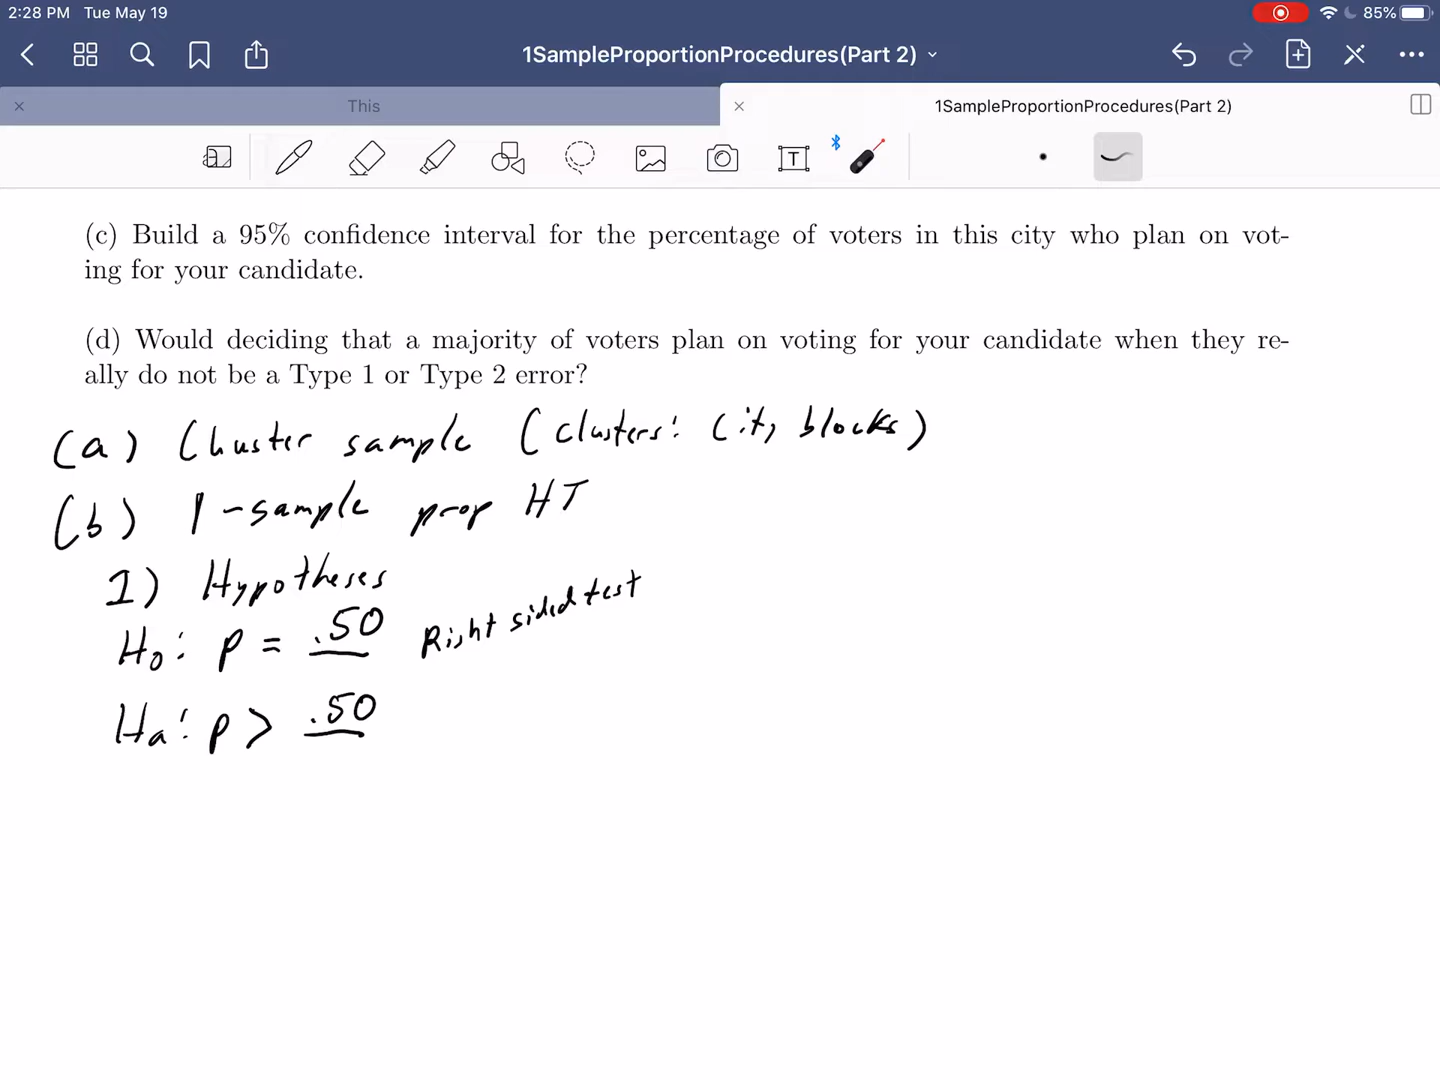 2:28 PM Tue May 19
85%
1SampleProportionProcedures(Part 2)
This
1SampleProportionProcedures(Part 2)
T
(c) Build a 95% confidence interval for the percentage of voters in this city who plan on vot-
ing for your candidate.
(d) Would deciding that a majority of voters plan on voting for your candidate when they re-
ally do not be a Type 1 or Type 2 error?
(a) Cluster sample (clusters: city blocks)
(b) 1-sample prop HT
1) Hypotheses
H₀: p = .50 Right sided test
Hₐ: p > .50